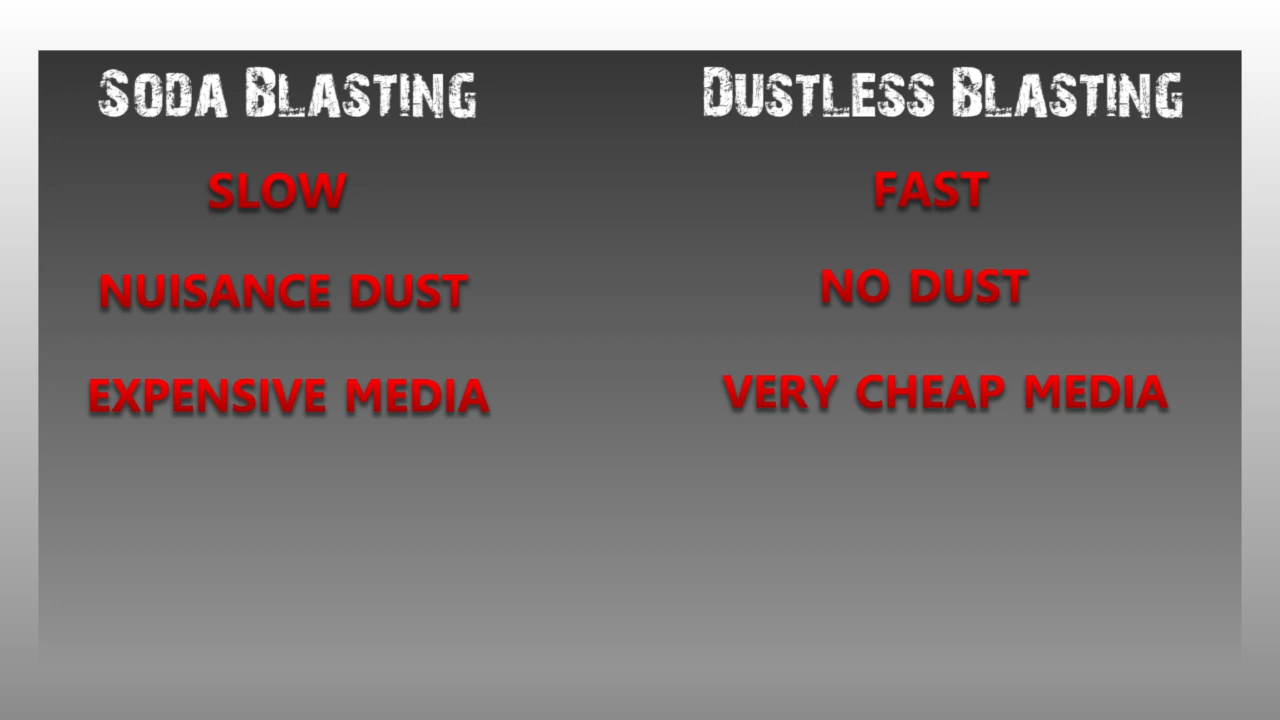 Soda Blasting
SLOW
NUISANCE DUST
EXPENSIVE MEDIA
Dustless Blasting
FAST
NO DUST
VERY CHEAP MEDIA